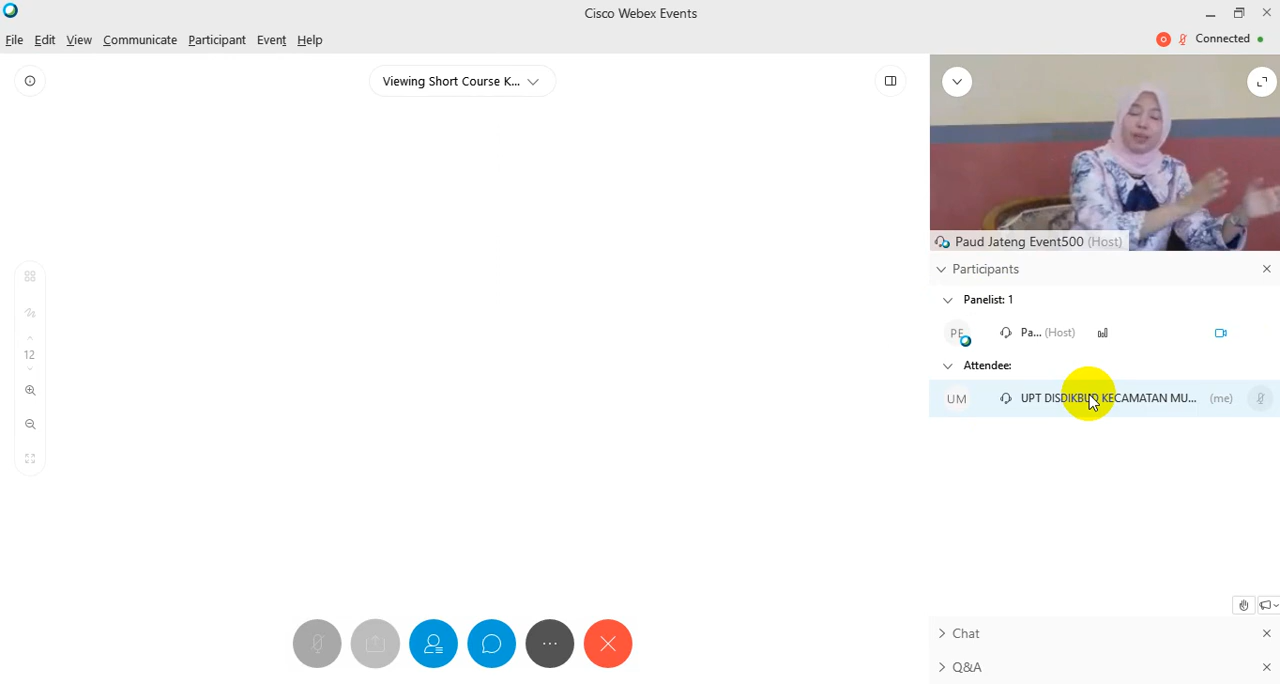 Cisco Webex Events
File Edit View Communicate Participant Event Help
Connected
Viewing Short Course K...
Paud Jateng Event500 (Host)
Participants
Panelist: 1
PE Pa... (Host)
12
Attendee:
UM UPT DISDIKBUD KECAMATAN MU... (me)
Chat
Q&A